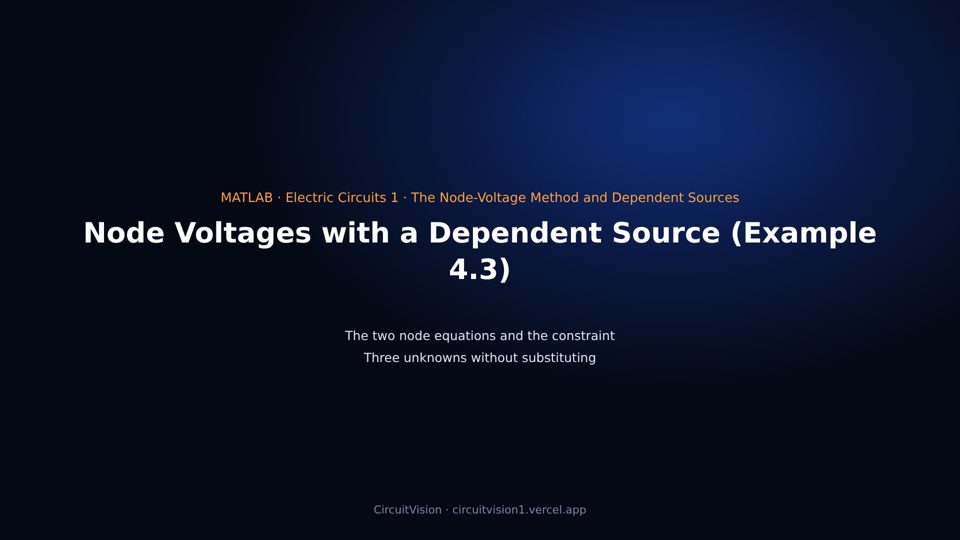 MATLAB · Electric Circuits 1 · The Node-Voltage Method and Dependent Sources
Node Voltages with a Dependent Source (Example
4.3)
The two node equations and the constraint
Three unknowns without substituting
CircuitVision · circuitvision1.vercel.app